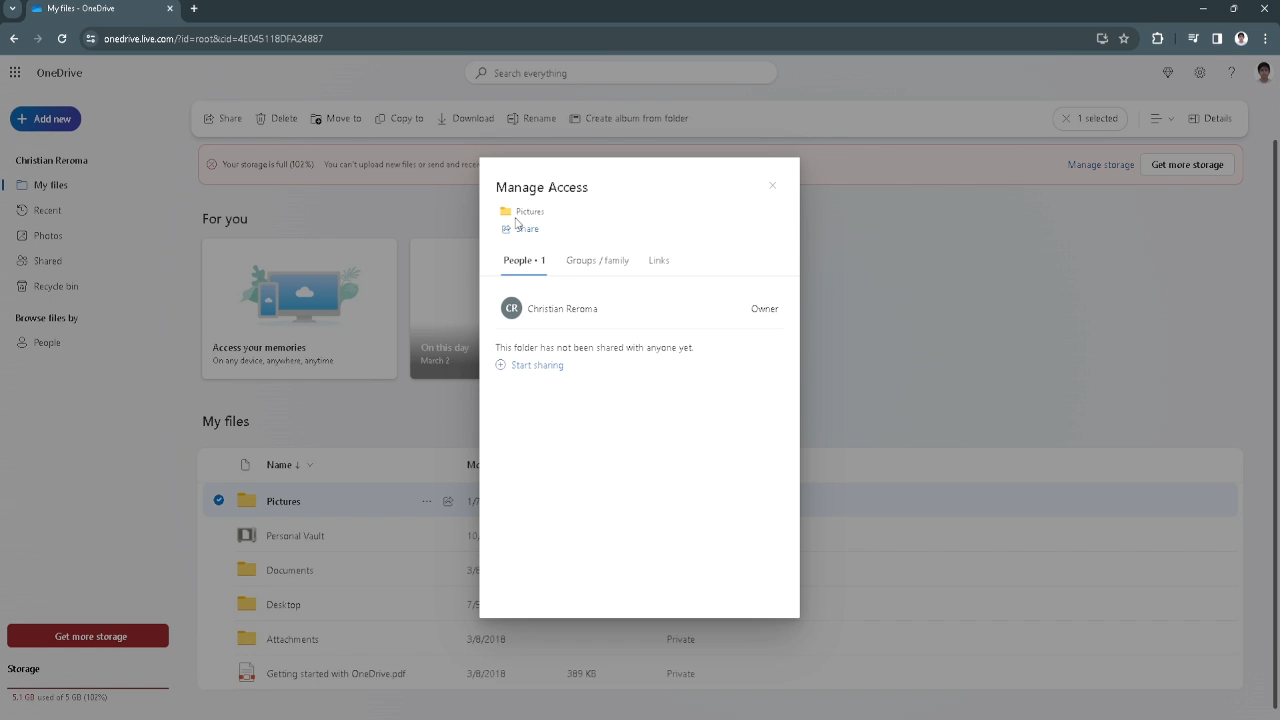 My files - OneDrive
onedrive.live.com/?id=root&cid=4E045118DFA24887
OneDrive
Search everything
Add new
Share
Delete
Move to
Copy to
Download
Rename
Create album from folder
1 selected
Details
Christian Reroma
My files
Recent
Photos
Shared
Recycle bin
Browse files by
People
Your storage is full (102%) You can't upload new files or send and rece
Manage storage
Get more storage
For you
Access your memories
On any device, anywhere, anytime
On this day
March 2
Manage Access
Pictures
Share
People • 1
Groups / family
Links
CR
Christian Reroma
Owner
This folder has not been shared with anyone yet.
Start sharing
My files
Name ↓
Mo
Pictures
1/7
Personal Vault
10/
Documents
3/8
Desktop
7/5
Attachments
3/8/2018
Private
Getting started with OneDrive.pdf
3/8/2018
389 KB
Private
Get more storage
Storage
5.1 GB used of 5 GB (102%)